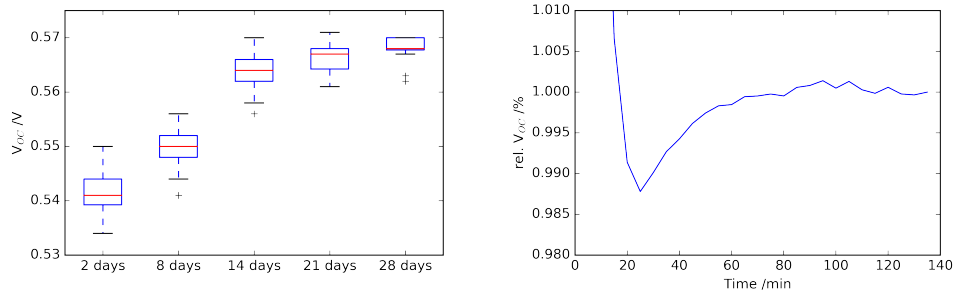 0.57
0.56
0.55
0.54
0.53
V_OC /V
2 days 8 days 14 days 21 days 28 days
1.010
1.005
1.000
0.995
0.990
0.985
0.980
rel. V_OC /%
0 20 40 60 80 100 120 140
Time /min